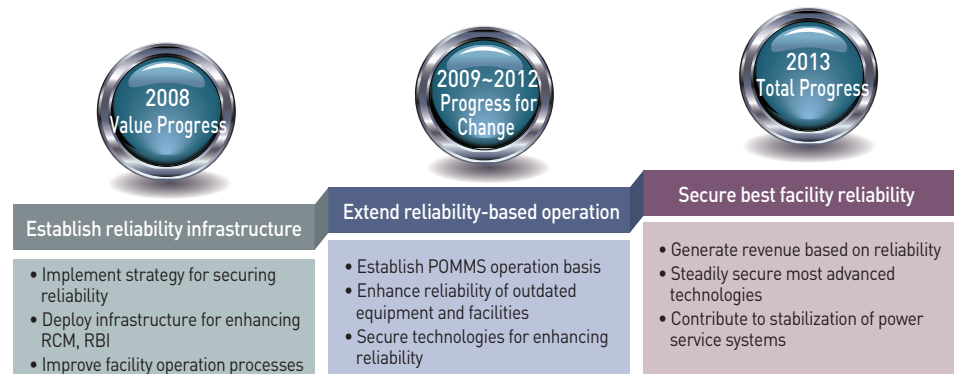 2008
Value Progress
Establish reliability infrastructure
• Implement strategy for securing
reliability
• Deploy infrastructure for enhancing
RCM, RBI
• Improve facility operation processes
2009~2012
Progress for
Change
Extend reliability-based operation
• Establish POMMS operation basis
• Enhance reliability of outdated
equipment and facilities
• Secure technologies for enhancing
reliability
2013
Total Progress
Secure best facility reliability
• Generate revenue based on reliability
• Steadily secure most advanced
technologies
• Contribute to stabilization of power
service systems